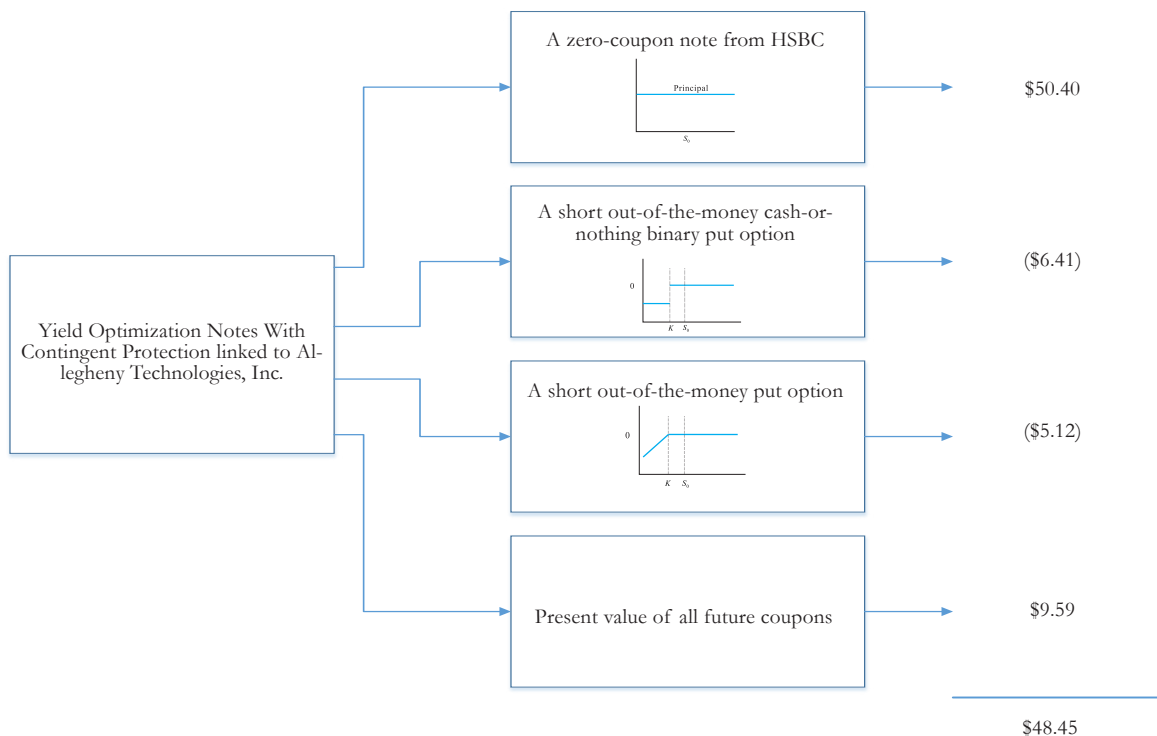 A zero-coupon note from HSBC
Principal
S0
$50.40
A short out-of-the-money cash-or-
nothing binary put option
0
K S0
($6.41)
Yield Optimization Notes With
Contingent Protection linked to Al-
legheny Technologies, Inc.
A short out-of-the-money put option
0
K S0
($5.12)
Present value of all future coupons
$9.59
$48.45